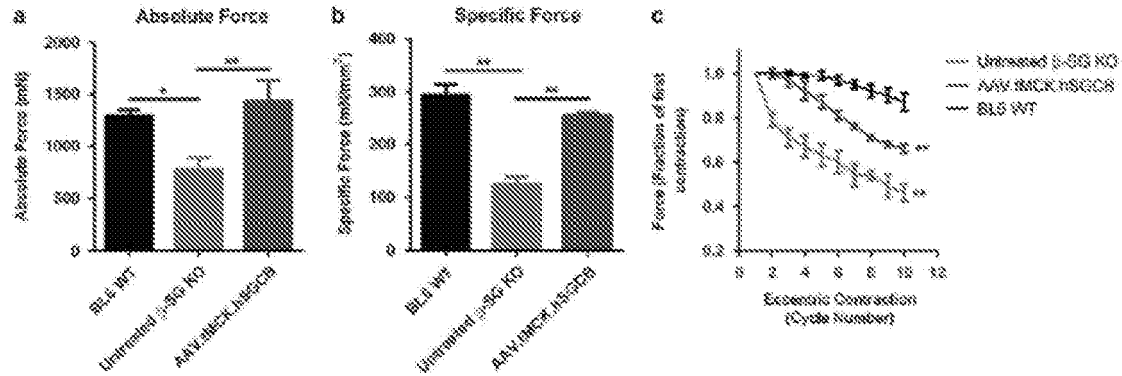 a Absolute Force
Absolute Force (mN)
2000
1500
1000
500
0
*
**
BL6 WT
Untreated β-SG KO
AAV.tMCK.hSGCB
b Specific Force
Specific Force (mN/mm²)
400
300
200
100
0
**
**
BL6 WT
Untreated β-SG KO
AAV.tMCK.hSGCB
c
Force (Fraction of first
contraction)
1.0
0.8
0.6
0.4
0.2
0 2 4 6 8 10 12
Eccentric Contraction
(Cycle Number)
**
**
Untreated β-SG KO
AAV.tMCK.hSGCB
BL6 WT